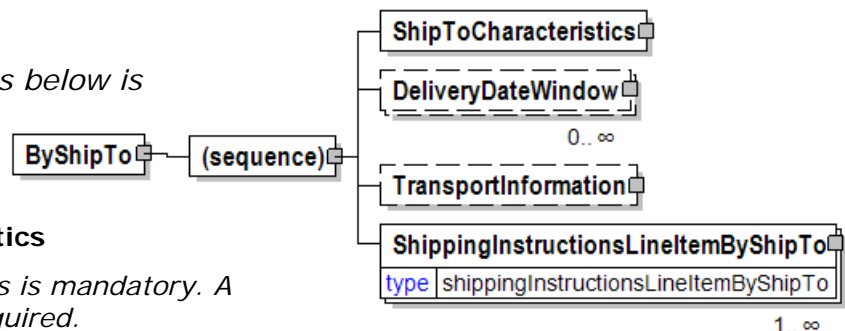 s below is
tics
s is mandatory. A
quired.
ByShipTo
(sequence)
ShipToCharacteristics
DeliveryDateWindow
0.. ∞
TransportInformation
ShippingInstructionsLineItemByShipTo
type shippingInstructionsLineItemByShipTo
1.. ∞